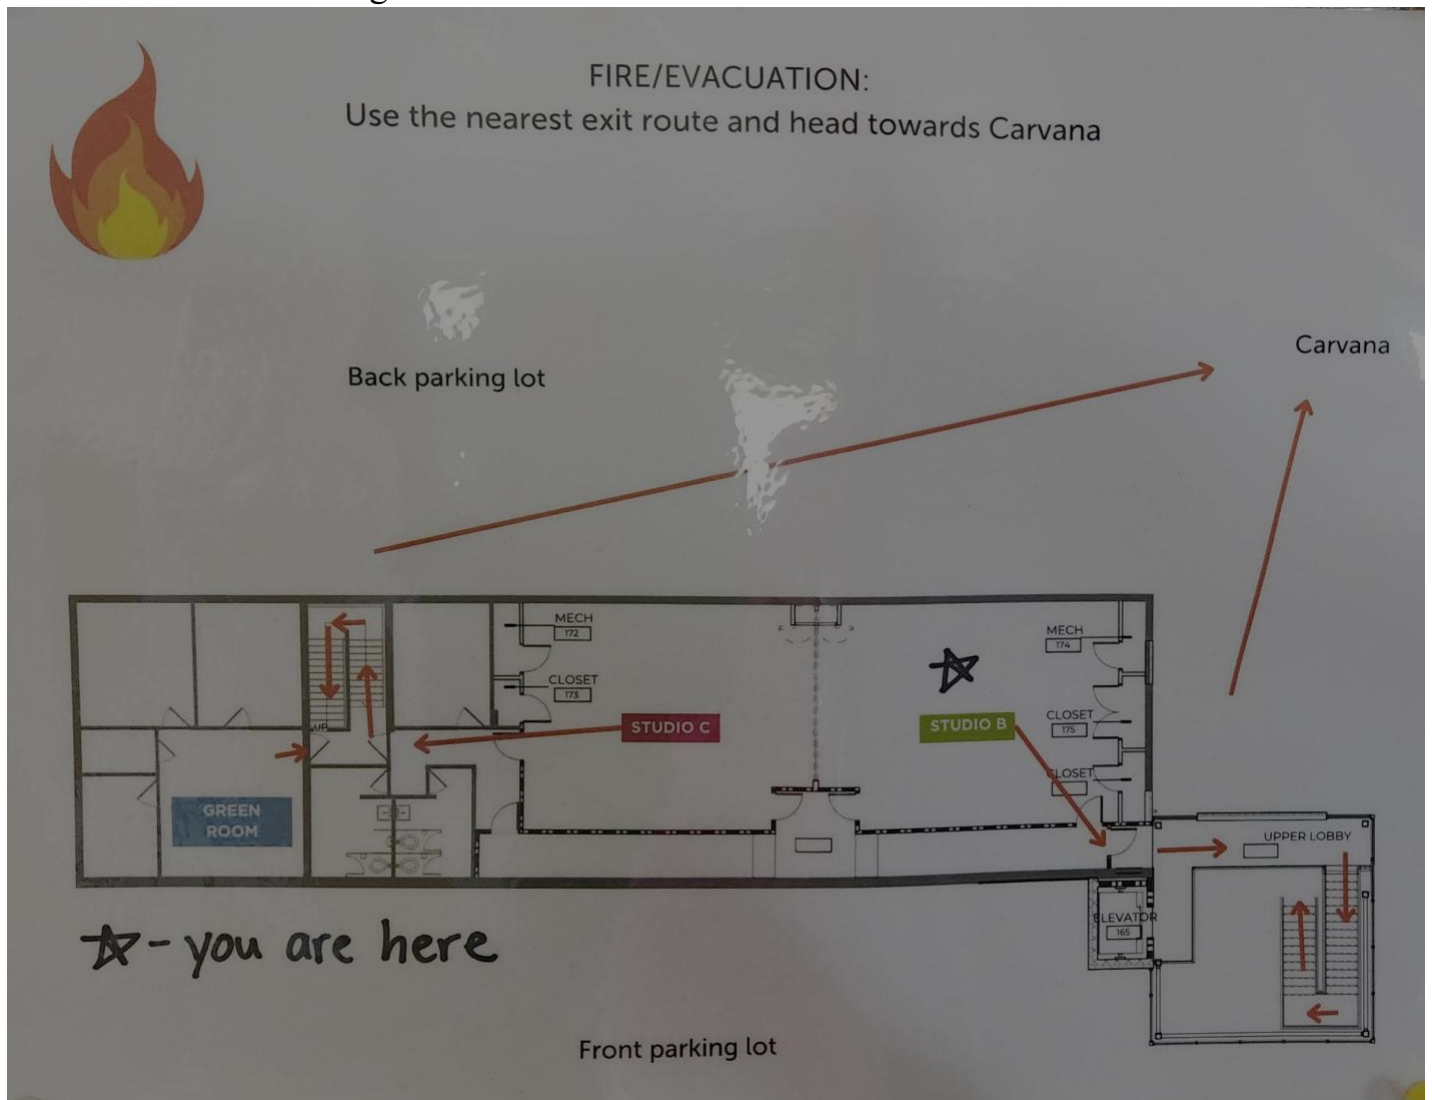 FIRE/EVACUATION:
Use the nearest exit route and head towards Carvana
Carvana
Back parking lot
MECH
172
MECH
174
CLOSET
173
STUDIO C
STUDIO B
CLOSET
175
UP
CLOSET
GREEN
ROOM
UPPER LOBBY
ELEVATOR
165
☆ - you are here
Front parking lot